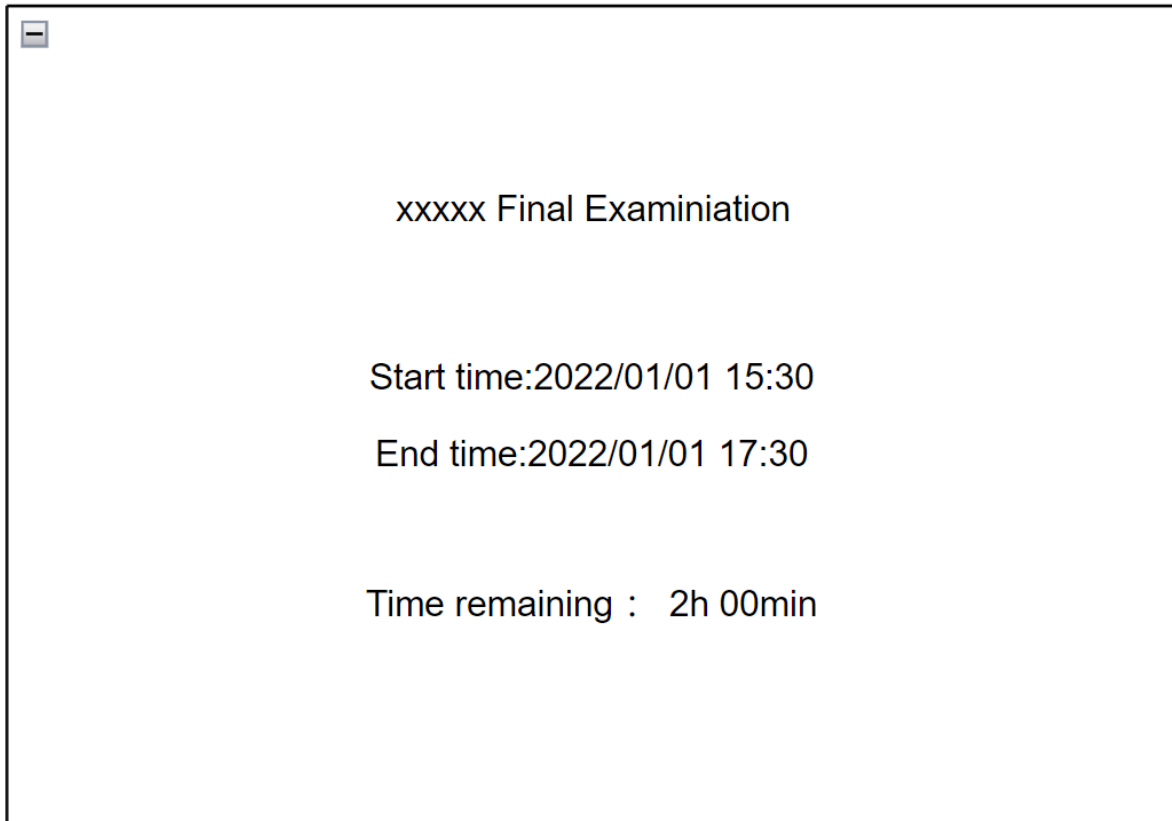 xxxxx Final Examiniation
Start time:2022/01/01 15:30
End time:2022/01/01 17:30
Time remaining： 2h 00min